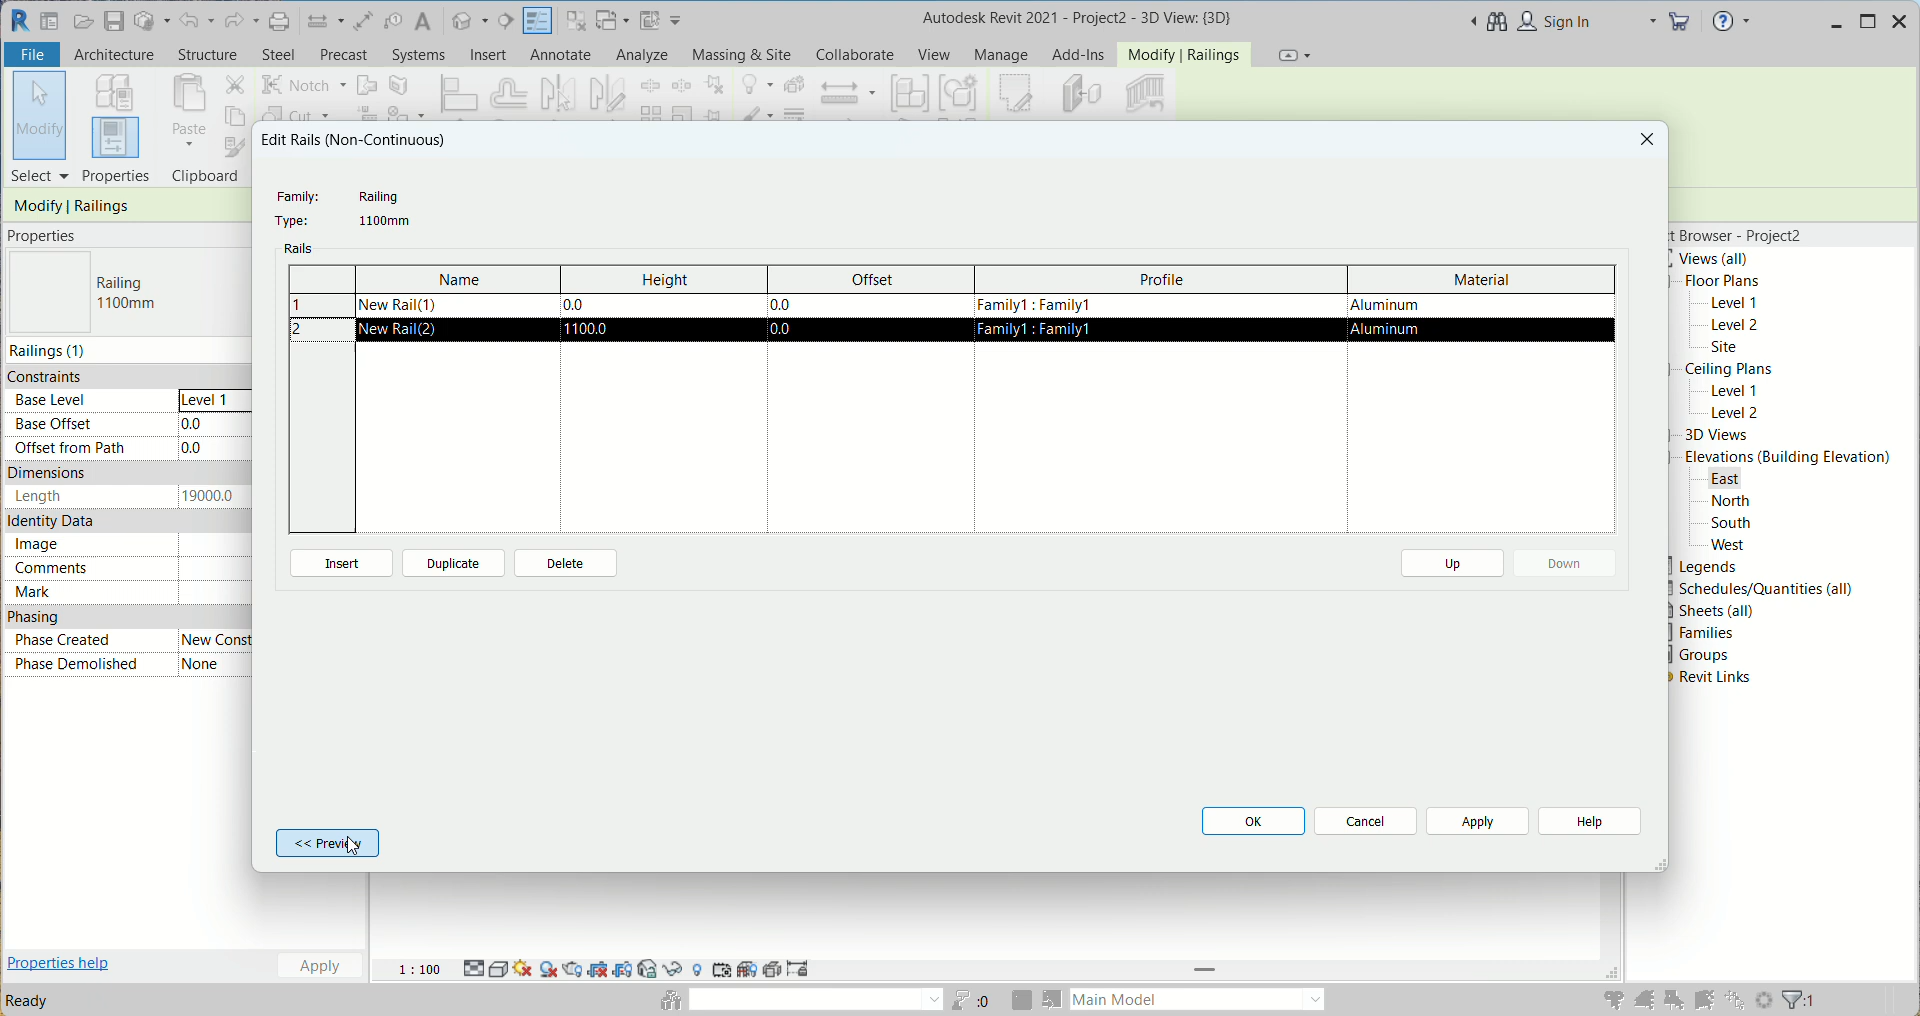 Autodesk Revit 2021 - Project2 - 3D View: {3D}
Sign In
File Architecture Structure Steel Precast Systems Insert Annotate Analyze Massing & Site Collaborate View Manage Add-Ins Modify | Railings
Modify
Paste
Notch
Cut
Select Properties Clipboard
Modify | Railings
Properties
Railing
1100mm
Railings (1)
Constraints
Base Level Level 1
Base Offset 0.0
Offset from Path 0.0
Dimensions
Length 19000.0
Identity Data
Image
Comments
Mark
Phasing
Phase Created New Const
Phase Demolished None
Properties help Apply
Edit Rails (Non-Continuous)
Family: Railing
Type: 1100mm
Rails
Name Height Offset Profile Material
1 New Rail(1) 0.0 0.0 Family1 : Family1 Aluminum
2 New Rail(2) 1100.0 0.0 Family1 : Family1 Aluminum
Insert Duplicate Delete Up Down
OK Cancel Apply Help
<< Preview
t Browser - Project2
Views (all)
Floor Plans
Level 1
Level 2
Site
Ceiling Plans
Level 1
Level 2
3D Views
Elevations (Building Elevation)
East
North
South
West
Legends
Schedules/Quantities (all)
Sheets (all)
Families
Groups
Revit Links
1 : 100
Ready
:0
Main Model
:1